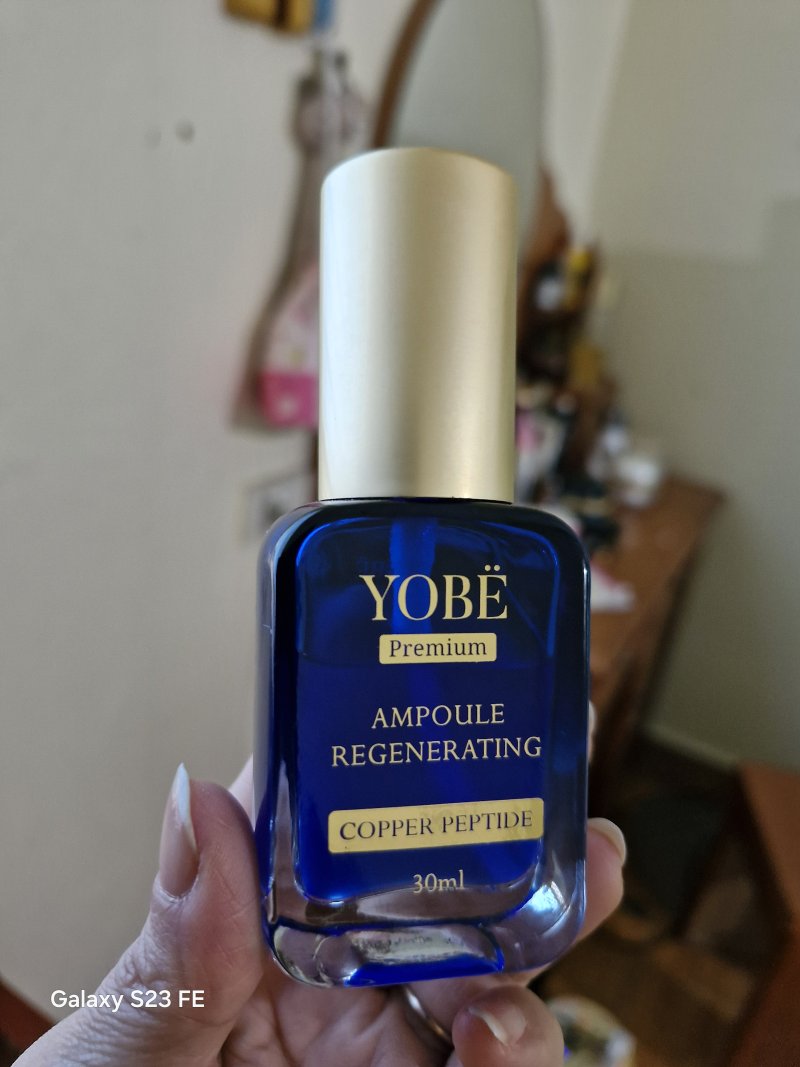 YOBË
Premium
AMPOULE
REGENERATING
COPPER PEPTIDE
30ml
Galaxy S23 FE